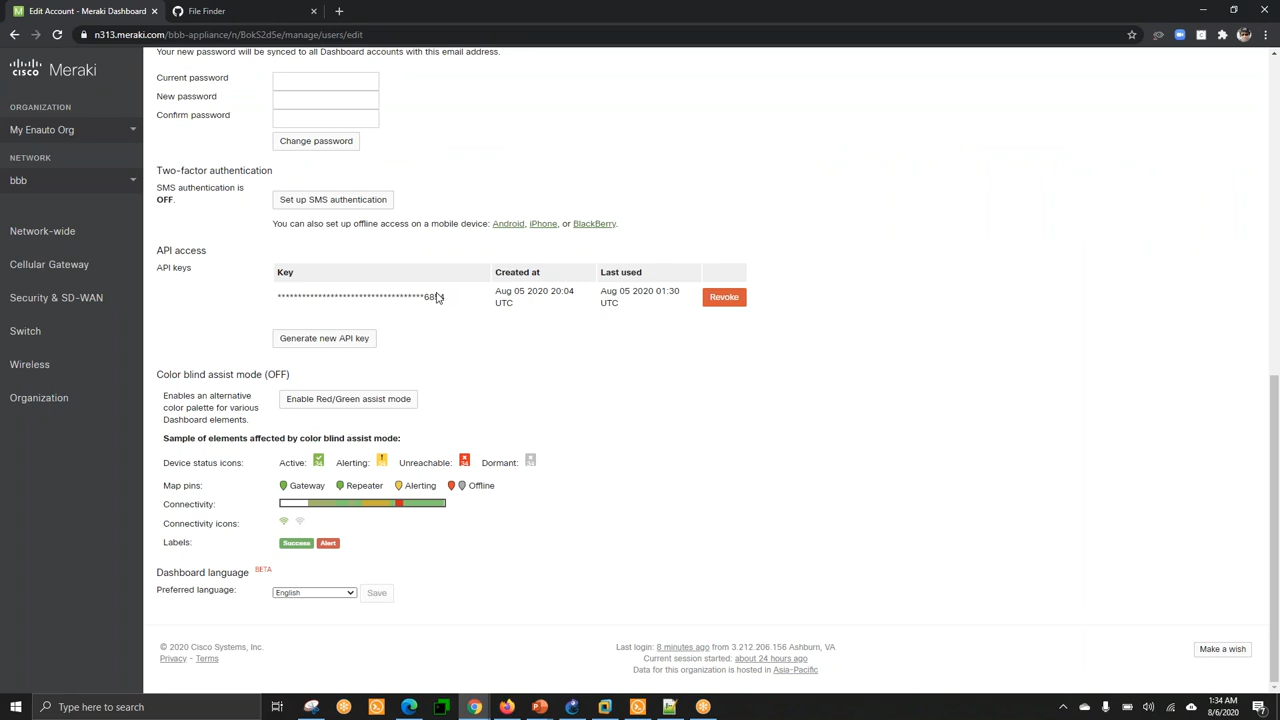 Edit Account - Meraki Dashboard
n313.meraki.com/bbb-appliance/n/EsDs2cvc/manage/users/edit
Your new password will be synced to all Dashboard accounts with this email address.
cisco Meraki
ORGANIZATION
My Eauto Org
NETWORK
bbb
Network-wide
Cellular Gateway
Security & SD-WAN
Switch
Wireless
Organization
Current password
New password
Confirm password
Change password
Two-factor authentication
SMS authentication is
OFF.
Set up SMS authentication
You can also set up offline access on a mobile device: Android, iPhone, or BlackBerry.
API access
API keys
Key Created at Last used
Aug 05 2020 20:04
UTC
Aug 05 2020 01:30
UTC
Revoke
Generate new API key
Color blind assist mode (OFF)
Enables an alternative
color palette for various
Dashboard elements.
Enable Red/Green assist mode
Sample of elements affected by color blind assist mode:
Device status icons: Active: Alerting: Unreachable: Dormant:
Map pins: Gateway Repeater Alerting Offline
Connectivity:
Connectivity icons:
Labels: Success Alert
Dashboard language BETA
Preferred language: English Save
© 2020 Cisco Systems, Inc.
Privacy - Terms
Last login: 8 minutes ago from 3.212.206.156 Ashburn, VA
Current session started: about 24 hours ago
Data for this organization is hosted in Asia-Pacific
Make a wish
Type here to search
1:34 AM
8/6/2020